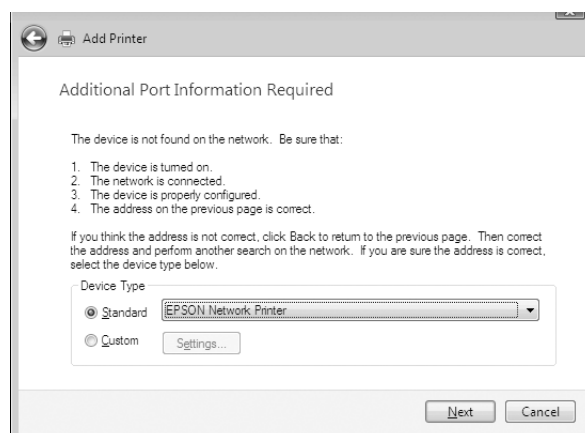 Add Printer
Additional Port Information Required
The device is not found on the network. Be sure that:
1. The device is turned on.
2. The network is connected.
3. The device is properly configured.
4. The address on the previous page is correct.
If you think the address is not correct, click Back to return to the previous page. Then correct
the address and perform another search on the network. If you are sure the address is correct,
select the device type below.
Device Type
Standard EPSON Network Printer
Custom Settings...
Next Cancel